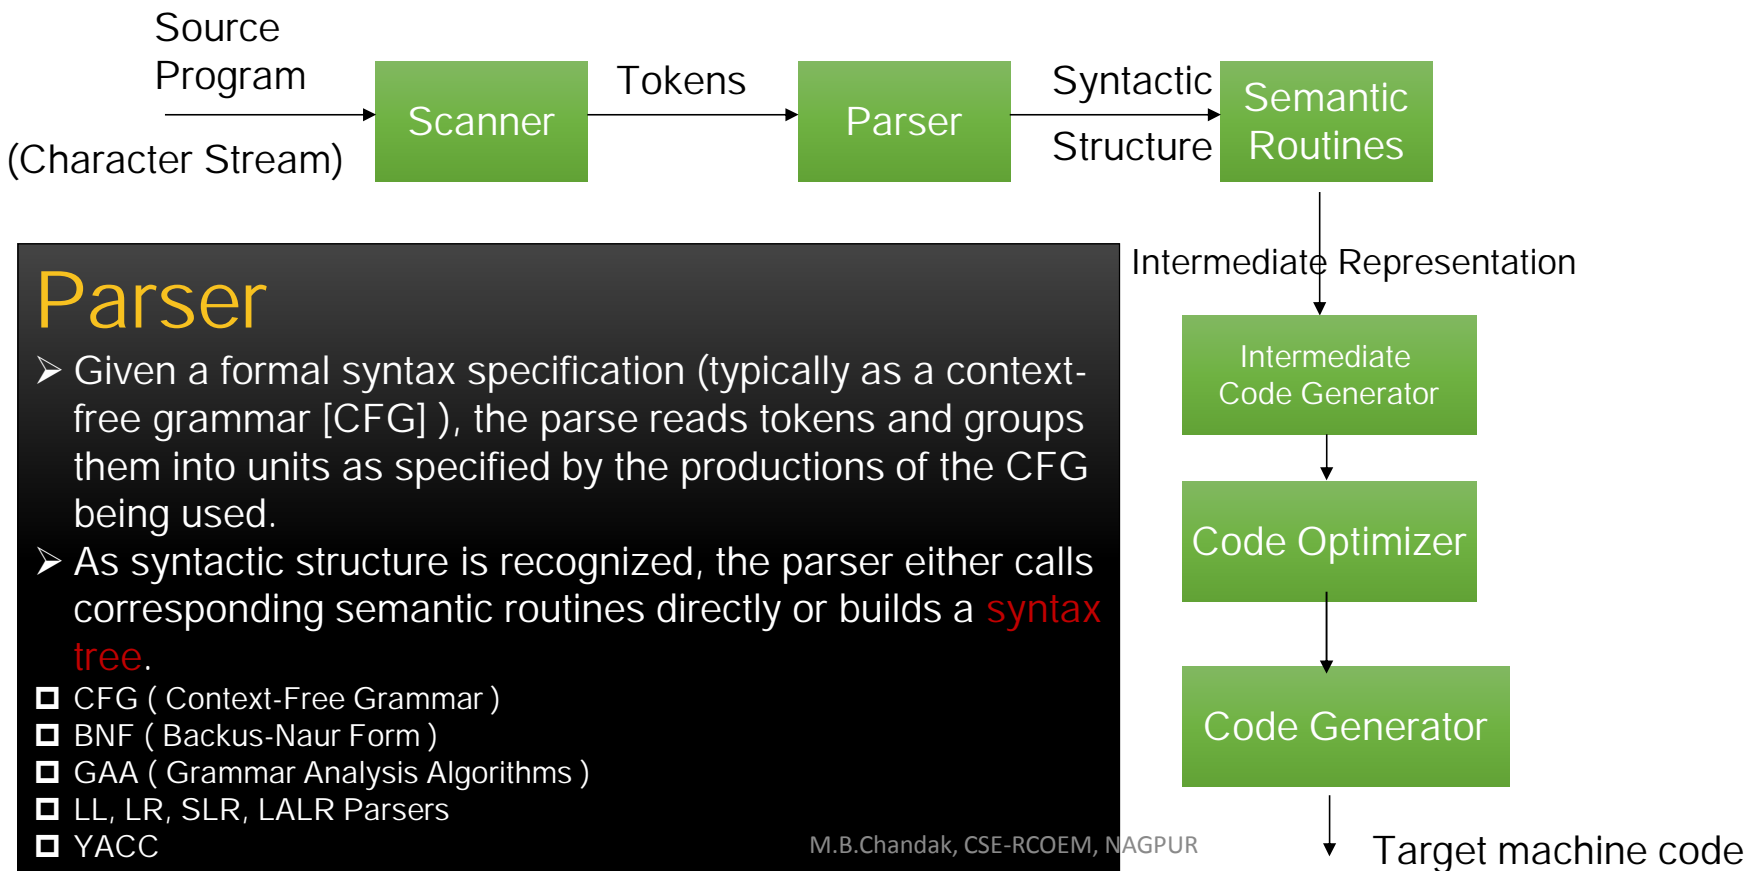 Source
Program
(Character Stream)
Scanner
Tokens
Parser
Syntactic
Structure
Semantic
Routines
Intermediate Representation
Intermediate
Code Generator
Code Optimizer
Code Generator
Target machine code
Parser
➢ Given a formal syntax specification (typically as a context-
free grammar [CFG] ), the parse reads tokens and groups
them into units as specified by the productions of the CFG
being used.
➢ As syntactic structure is recognized, the parser either calls
corresponding semantic routines directly or builds a syntax
tree.
❑ CFG ( Context-Free Grammar )
❑ BNF ( Backus-Naur Form )
❑ GAA ( Grammar Analysis Algorithms )
❑ LL, LR, SLR, LALR Parsers
❑ YACC
M.B.Chandak, CSE-RCOEM, NAGPUR